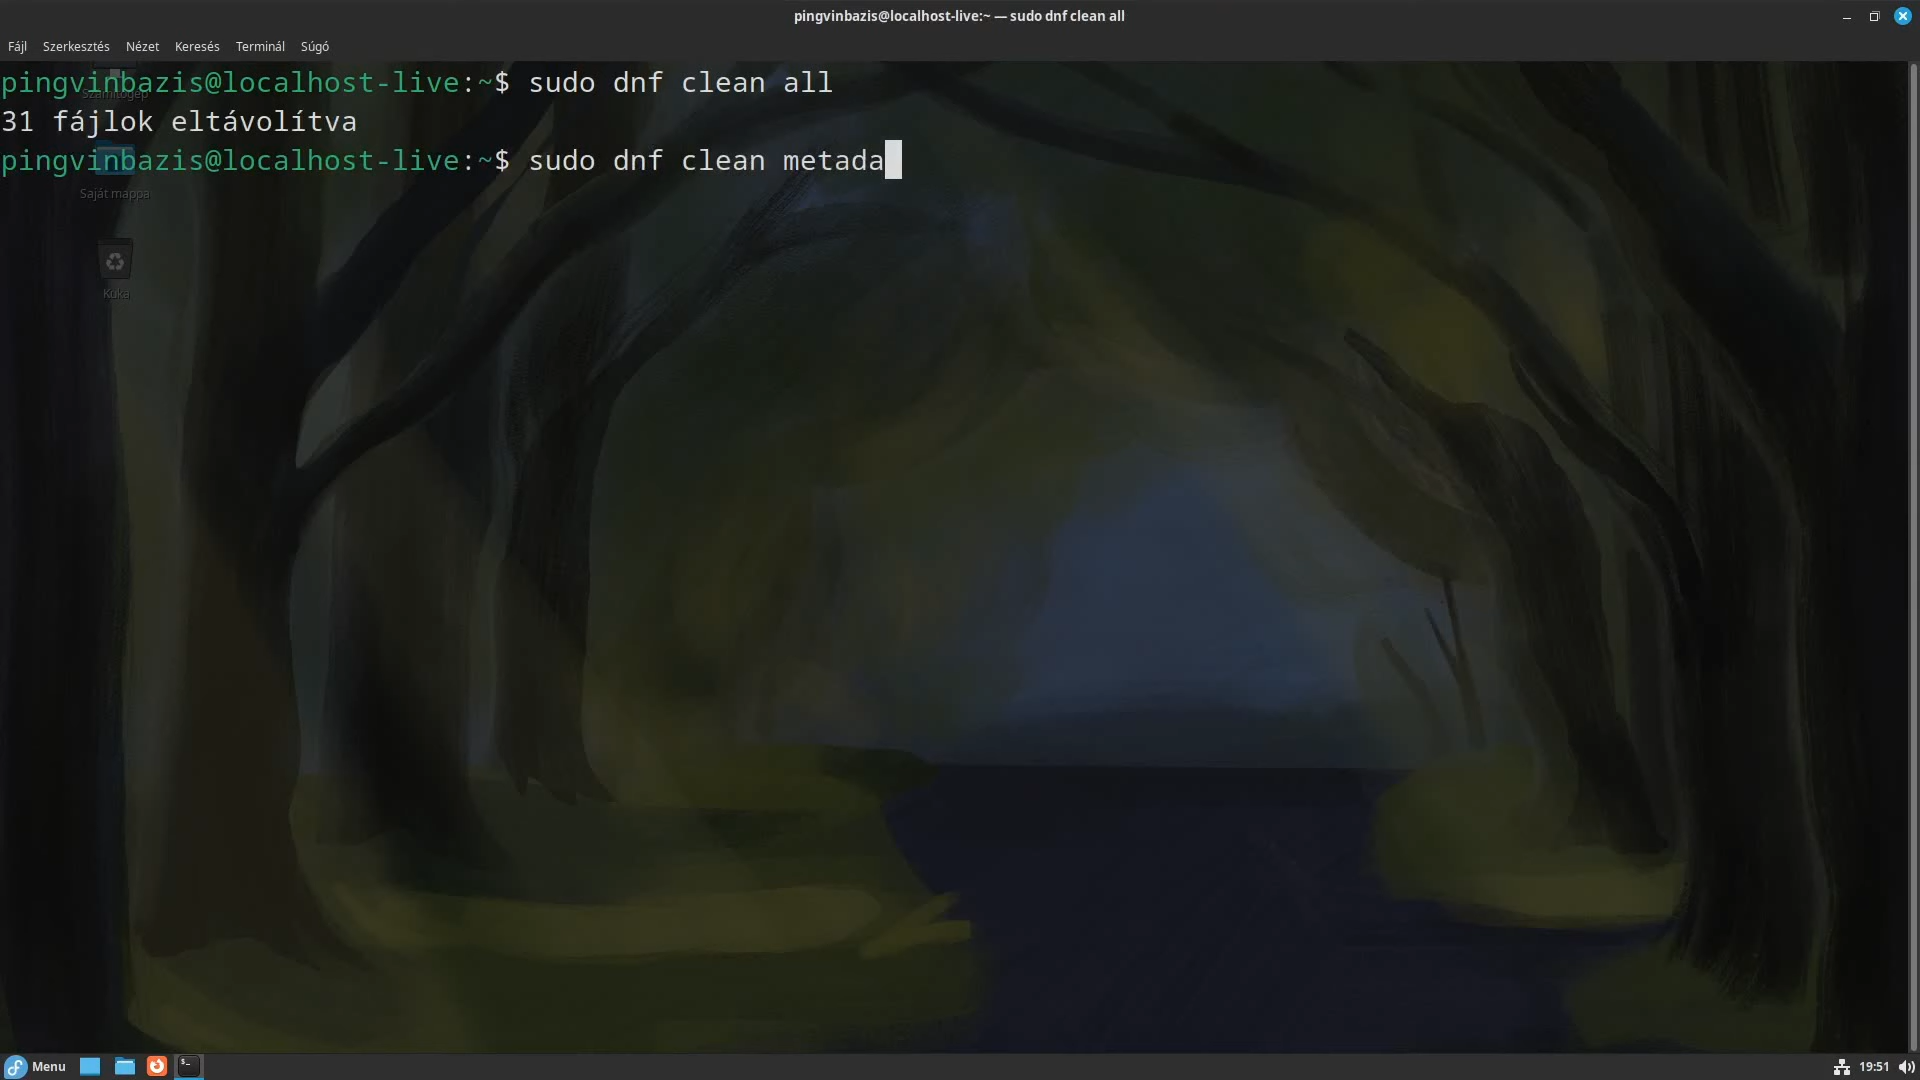 pingvinbazis@localhost-live:~ — sudo dnf clean all
Fájl Szerkesztés Nézet Keresés Terminál Súgó
pingvinbazis@localhost-live:~$ sudo dnf clean all
Számítógép
31 fájlok eltávolítva
pingvinbazis@localhost-live:~$ sudo dnf clean metada
Saját mappa
Kuka
Menu
19:51